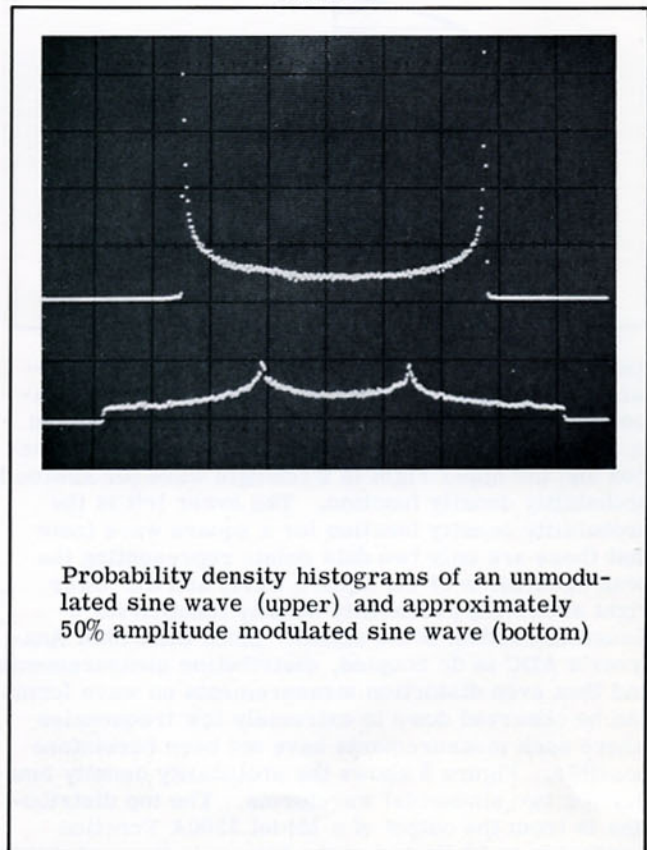 Probability density histograms of an unmodu-
lated sine wave (upper) and approximately
50% amplitude modulated sine wave (bottom)